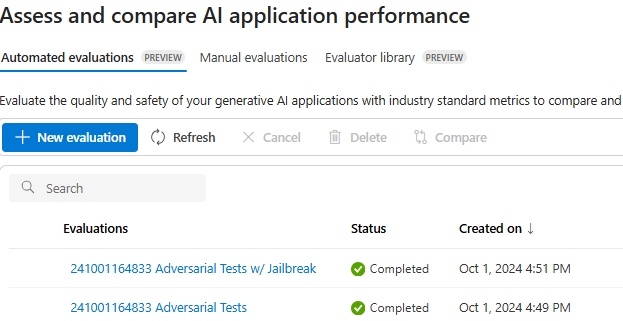 Assess and compare AI application performance
Automated evaluations PREVIEW Manual evaluations Evaluator library PREVIEW
Evaluate the quality and safety of your generative AI applications with industry standard metrics to compare and
New evaluation Refresh Cancel Delete Compare
Search
Evaluations Status Created on ↓
241001164833 Adversarial Tests w/ Jailbreak Completed Oct 1, 2024 4:51 PM
241001164833 Adversarial Tests Completed Oct 1, 2024 4:49 PM